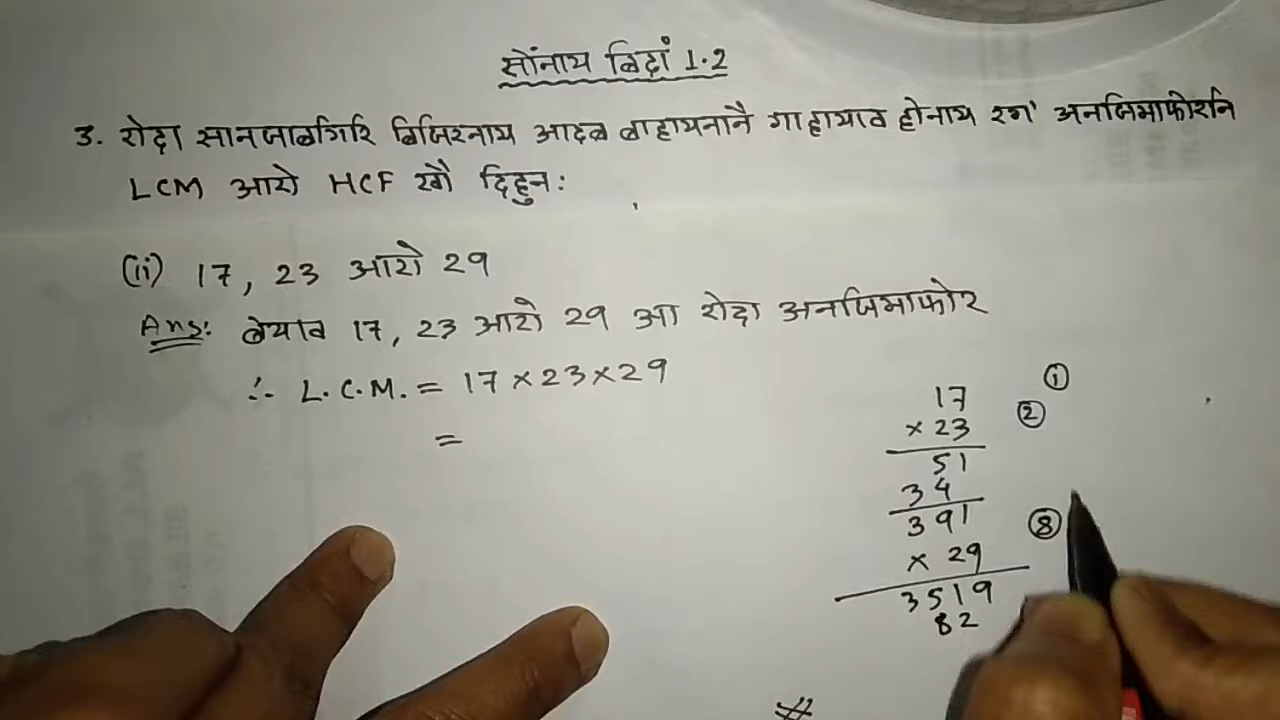 सोंनाय बिदां 1.2
3. रोदा सानजाबगिरि बिजिरनाय आदब बाहायनानै गाहायाव होनाय रग' अनजिमाफोरनि
LCM आरो HCF खौ दिहुन:
(ii) 17, 23 आरो 29
Ans: बेयाव 17, 23 आरो 29 आ रोदा अनजिमाफोर
∴ L.C.M. = 17 × 23 × 29
=
17 ①
× 23 ②
51
34
391
× 29 ⑧
3519
82